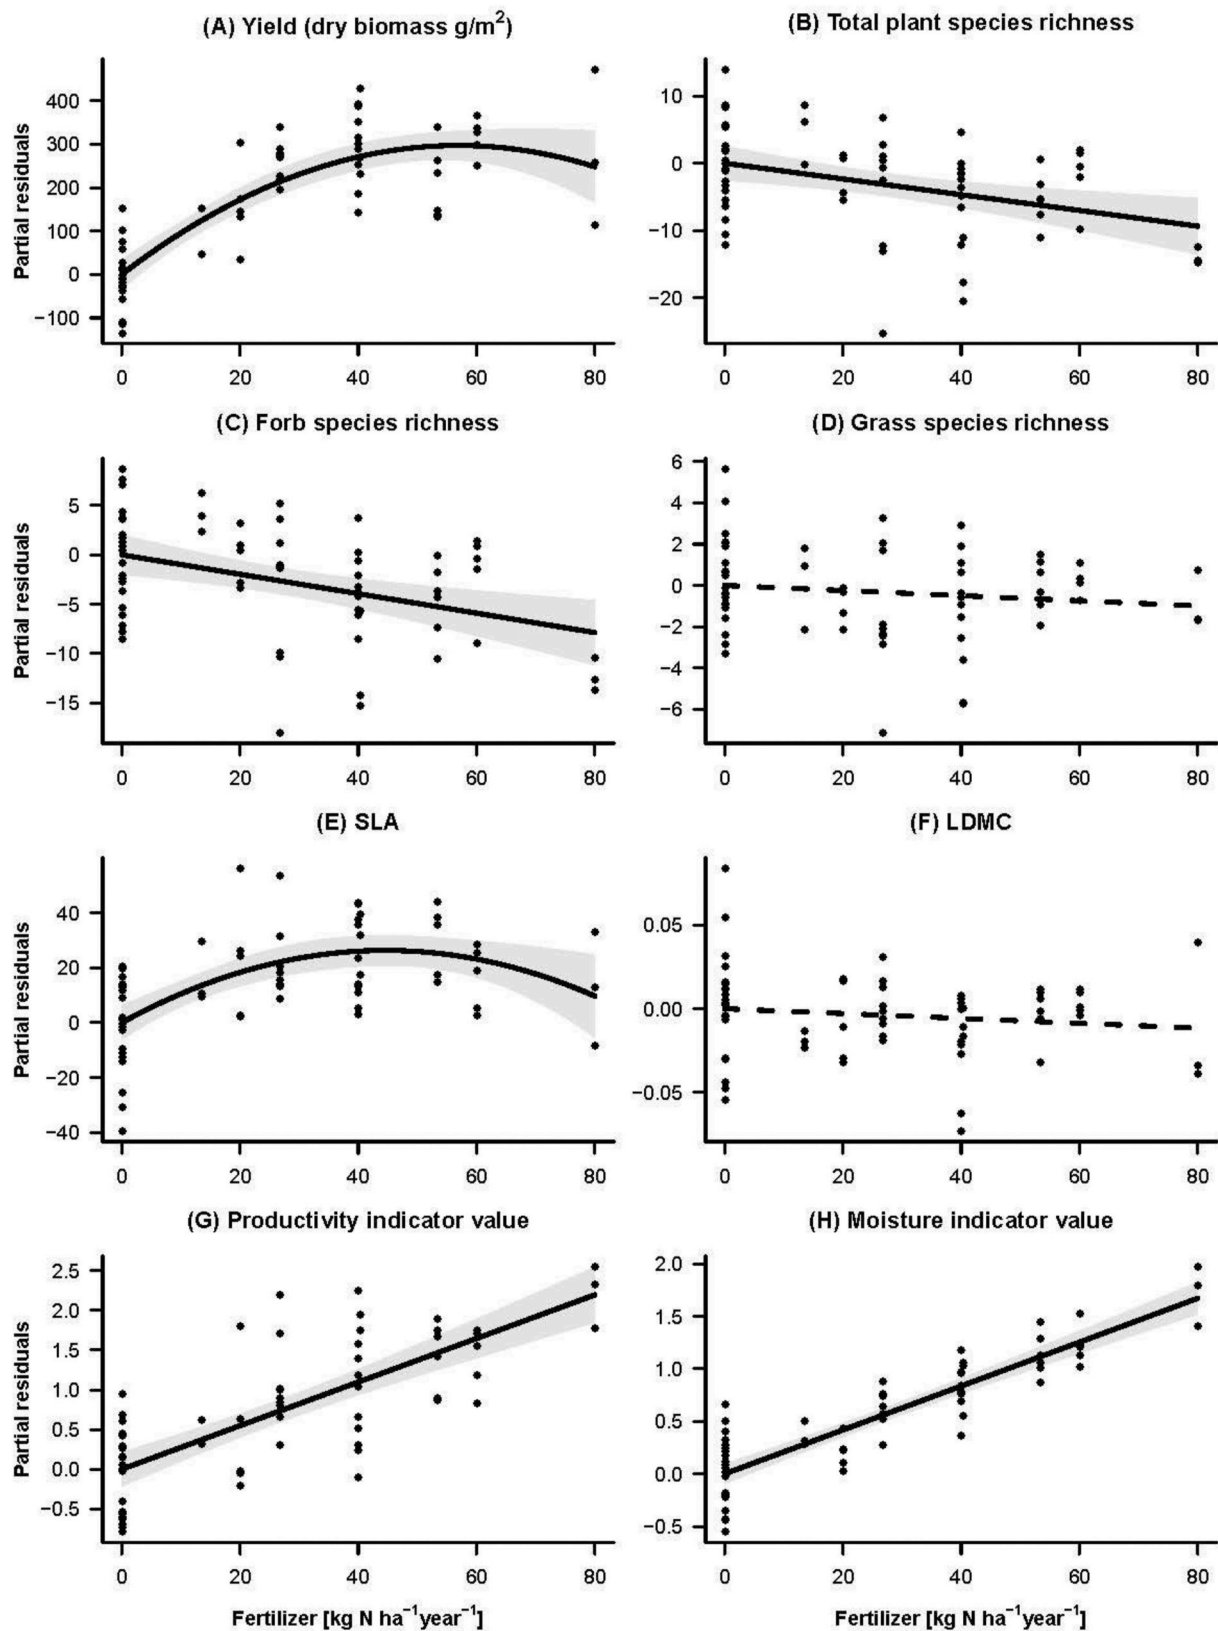 (A) Yield (dry biomass g/m²)
(B) Total plant species richness
Partial residuals
400
300
200
100
0
−100
0 20 40 60 80
10
0
−10
−20
0 20 40 60 80
(C) Forb species richness
(D) Grass species richness
Partial residuals
5
0
−5
−10
−15
0 20 40 60 80
6
4
2
0
−2
−4
−6
0 20 40 60 80
(E) SLA
(F) LDMC
Partial residuals
40
20
0
−20
−40
0 20 40 60 80
0.05
0.00
−0.05
0 20 40 60 80
(G) Productivity indicator value
(H) Moisture indicator value
Partial residuals
2.5
2.0
1.5
1.0
0.5
0.0
−0.5
0 20 40 60 80
Fertilizer [kg N ha⁻¹year⁻¹]
2.0
1.5
1.0
0.5
0.0
−0.5
0 20 40 60 80
Fertilizer [kg N ha⁻¹year⁻¹]